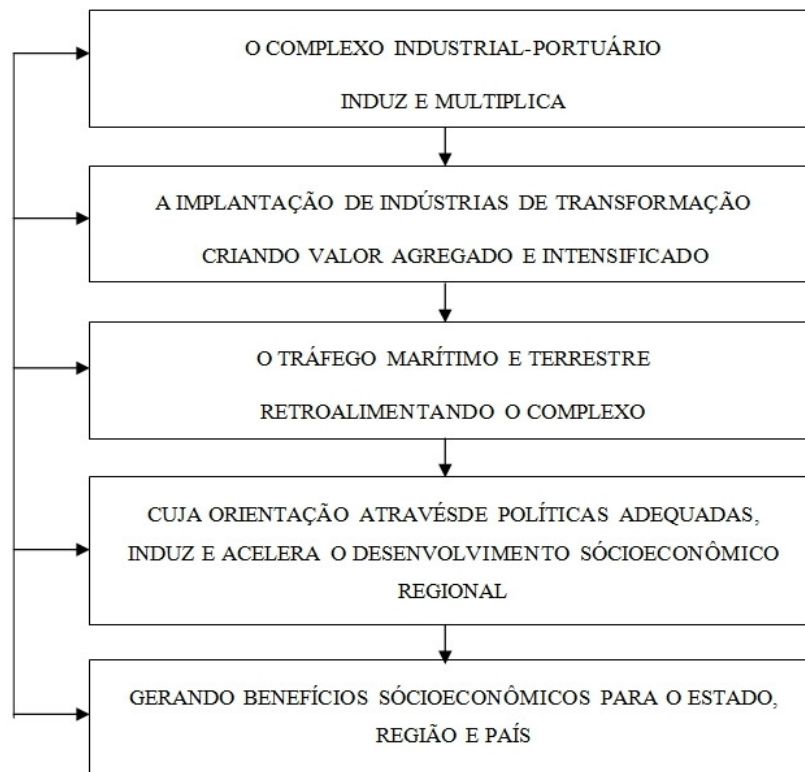 O COMPLEXO INDUSTRIAL-PORTUÁRIO
INDUZ E MULTIPLICA
A IMPLANTAÇÃO DE INDÚSTRIAS DE TRANSFORMAÇÃO
CRIANDO VALOR AGREGADO E INTENSIFICADO
O TRÁFEGO MARÍTIMO E TERRESTRE
RETROALIMENTANDO O COMPLEXO
CUJA ORIENTAÇÃO ATRAVÉSDE POLÍTICAS ADEQUADAS,
INDUZ E ACELERA O DESENVOLVIMENTO SÓCIOECONÔMICO
REGIONAL
GERANDO BENEFÍCIOS SÓCIOECONÔMICOS PARA O ESTADO,
REGIÃO E PAÍS